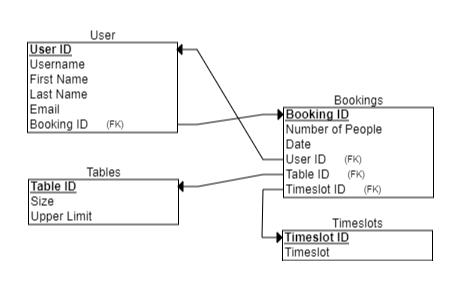 User
User ID
Username
First Name
Last Name
Email
Booking ID (FK)
Bookings
Booking ID
Number of People
Date
User ID (FK)
Table ID (FK)
Timeslot ID (FK)
Tables
Table ID
Size
Upper Limit
Timeslots
Timeslot ID
Timeslot